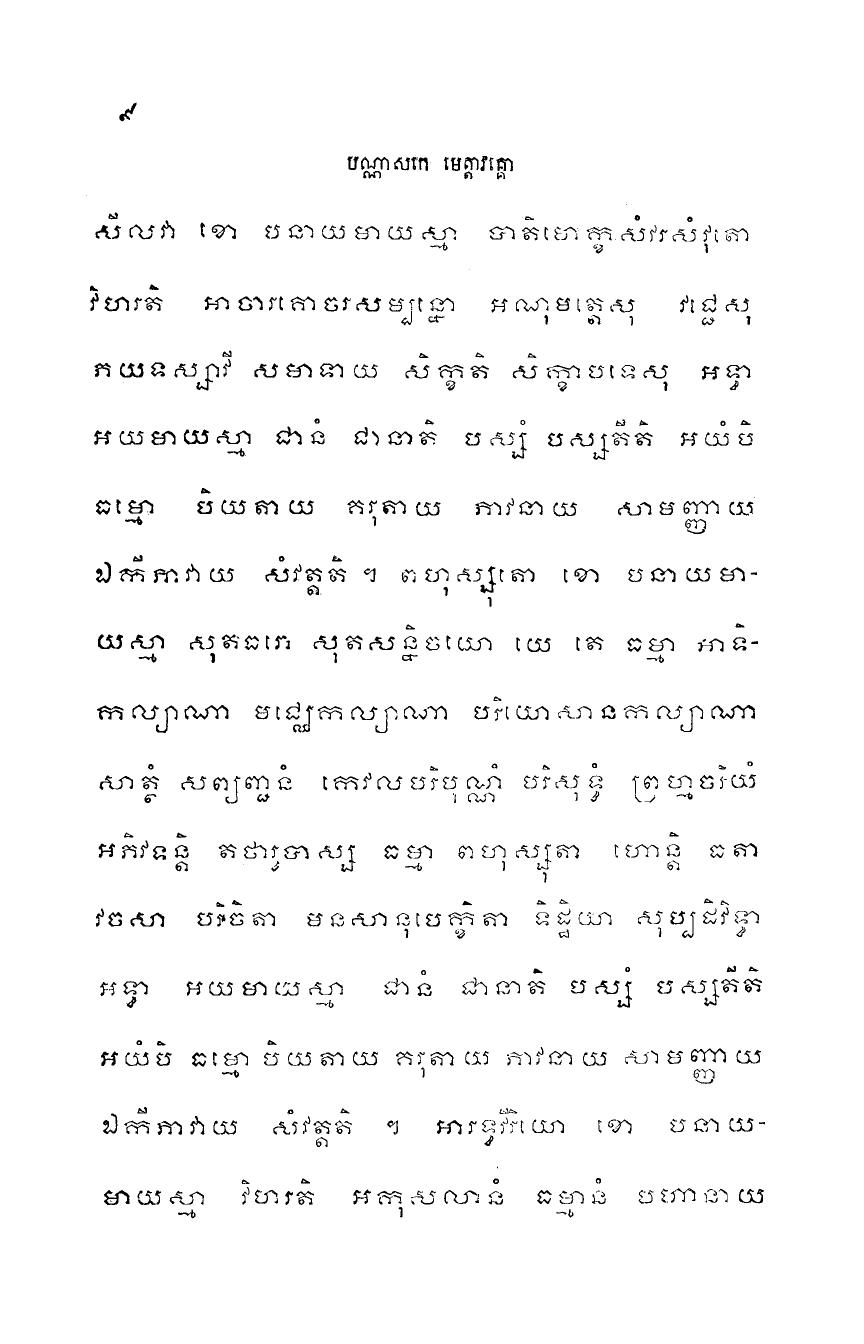 ៩
បណ្ណាសកេ មេត្តាវគ្គោ
សីលវា ខោ បនាយមាយស្មា បាតិមោក្ខសំវរសំវុតោ
វិហរតិ អាចារគោចរសម្បន្នោ អណុមត្តេសុ វជ្ជេសុ
ភយទស្សាវី សមាទាយ សិក្ខតិ សិក្ខាបទេសុ អទ្ធា
អយមាយស្មា ជានំ ជានាតិ បស្សំ បស្សតីតិ អយំបិ
ធម្មោ បិយតាយ គរុតាយ ភាវនាយ សាមញ្ញាយ
ឯកីភាវាយ សំវត្តតិ ។ ពហុស្សុតោ ខោ បនាយមា-
យស្មា សុតធរោ សុតសន្និចយោ យេ តេ ធម្មា អាទិ-
កល្យាណា មជ្ឈេកល្យាណា បរិយោសានកល្យាណា
សាត្ថំ សព្យញ្ជនំ កេវលបរិបុណ្ណំ បរិសុទ្ធំ ព្រហ្មចរិយំ
អភិវទន្តិ តថារូបាស្ស ធម្មា ពហុស្សុតា ហោន្តិ ធតា
វចសា បរិចិតា មនសានុបេក្ខិតា ទិដ្ឋិយា សុប្បដិវិទ្ធា
អទ្ធា អយមាយស្មា ជានំ ជានាតិ បស្សំ បស្សតីតិ
អយំបិ ធម្មោ បិយតាយ គរុតាយ ភាវនាយ សាមញ្ញាយ
ឯកីភាវាយ សំវត្តតិ ។ អារទ្ធវីរិយោ ខោ បនាយ-
មាយស្មា វិហរតិ អកុសលានំ ធម្មានំ បហានាយ